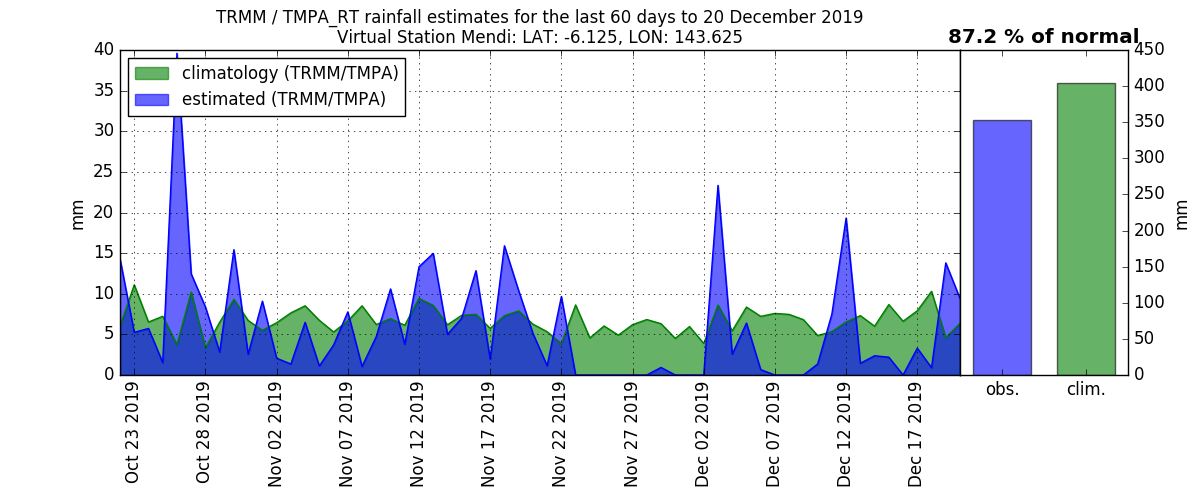 TRMM / TMPA_RT rainfall estimates for the last 60 days to 20 December 2019
Virtual Station Mendi: LAT: -6.125, LON: 143.625
87.2 % of normal
climatology (TRMM/TMPA)
estimated (TRMM/TMPA)
40
35
30
25
20
15
10
5
0
mm
Oct 23 2019
Oct 28 2019
Nov 02 2019
Nov 07 2019
Nov 12 2019
Nov 17 2019
Nov 22 2019
Nov 27 2019
Dec 02 2019
Dec 07 2019
Dec 12 2019
Dec 17 2019
obs.
clim.
450
400
350
300
250
200
150
100
50
0
mm